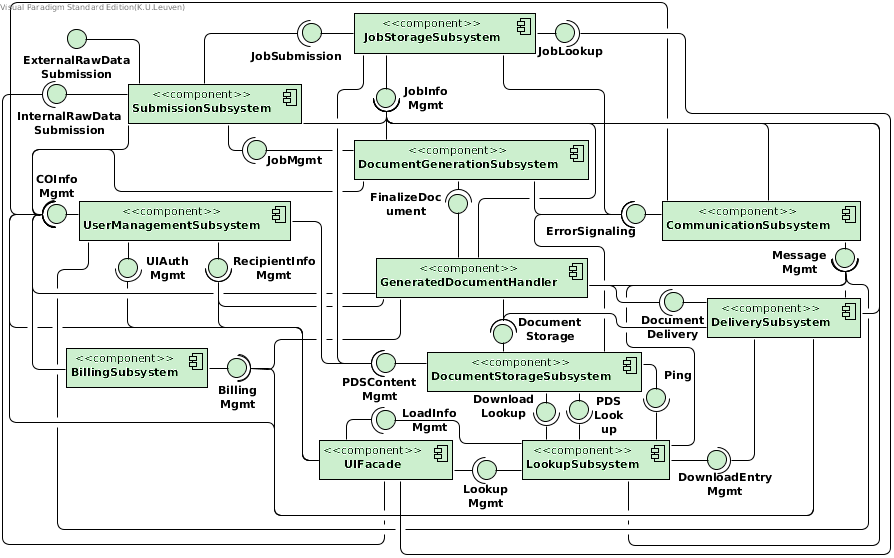 Visual Paradigm Standard Edition(K.U.Leuven)
<<component>>
JobStorageSubsystem
JobSubmission
JobLookup
ExternalRawData
Submission
InternalRawData
Submission
<<component>>
SubmissionSubsystem
JobInfo
Mgmt
JobMgmt
<<component>>
DocumentGenerationSubsystem
COInfo
Mgmt
<<component>>
UserManagementSubsystem
FinalizeDoc
ument
ErrorSignaling
<<component>>
CommunicationSubsystem
UIAuth
Mgmt
RecipientInfo
Mgmt
<<component>>
GeneratedDocumentHandler
Message
Mgmt
Document
Delivery
<<component>>
DeliverySubsystem
Document
Storage
<<component>>
BillingSubsystem
Billing
Mgmt
PDSContent
Mgmt
<<component>>
DocumentStorageSubsystem
Ping
Download
Lookup
PDS
Look
up
LoadInfo
Mgmt
<<component>>
UIFacade
Lookup
Mgmt
<<component>>
LookupSubsystem
DownloadEntry
Mgmt